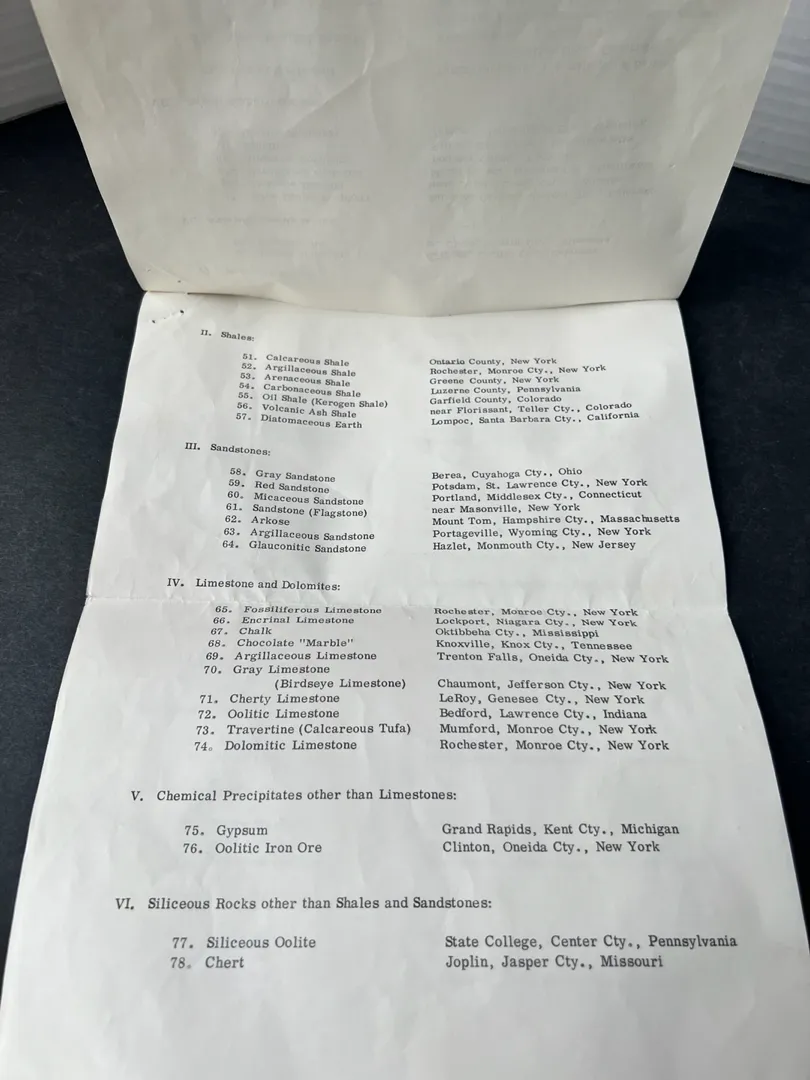 II. Shales:
51. Calcareous Shale Ontario County, New York
52. Argillaceous Shale Rochester, Monroe Cty., New York
53. Arenaceous Shale Greene County, New York
54. Carbonaceous Shale Luzerne County, Pennsylvania
55. Oil Shale (Kerogen Shale) Garfield County, Colorado
56. Volcanic Ash Shale near Florissant, Teller Cty., Colorado
57. Diatomaceous Earth Lompoc, Santa Barbara Cty., California
III. Sandstones:
58. Gray Sandstone Berea, Cuyahoga Cty., Ohio
59. Red Sandstone Potsdam, St. Lawrence Cty., New York
60. Micaceous Sandstone Portland, Middlesex Cty., Connecticut
61. Sandstone (Flagstone) near Masonville, New York
62. Arkose Mount Tom, Hampshire Cty., Massachusetts
63. Argillaceous Sandstone Portageville, Wyoming Cty., New York
64. Glauconitic Sandstone Hazlet, Monmouth Cty., New Jersey
IV. Limestone and Dolomites:
65. Fossiliferous Limestone Rochester, Monroe Cty., New York
66. Encrinal Limestone Lockport, Niagara Cty., New York
67. Chalk Oktibbeha Cty., Mississippi
68. Chocolate "Marble" Knoxville, Knox Cty., Tennessee
69. Argillaceous Limestone Trenton Falls, Oneida Cty., New York
70. Gray Limestone
(Birdseye Limestone) Chaumont, Jefferson Cty., New York
71. Cherty Limestone LeRoy, Genesee Cty., New York
72. Oolitic Limestone Bedford, Lawrence Cty., Indiana
73. Travertine (Calcareous Tufa) Mumford, Monroe Cty., New York
74. Dolomitic Limestone Rochester, Monroe Cty., New York
V. Chemical Precipitates other than Limestones:
75. Gypsum Grand Rapids, Kent Cty., Michigan
76. Oolitic Iron Ore Clinton, Oneida Cty., New York
VI. Siliceous Rocks other than Shales and Sandstones:
77. Siliceous Oolite State College, Center Cty., Pennsylvania
78. Chert Joplin, Jasper Cty., Missouri